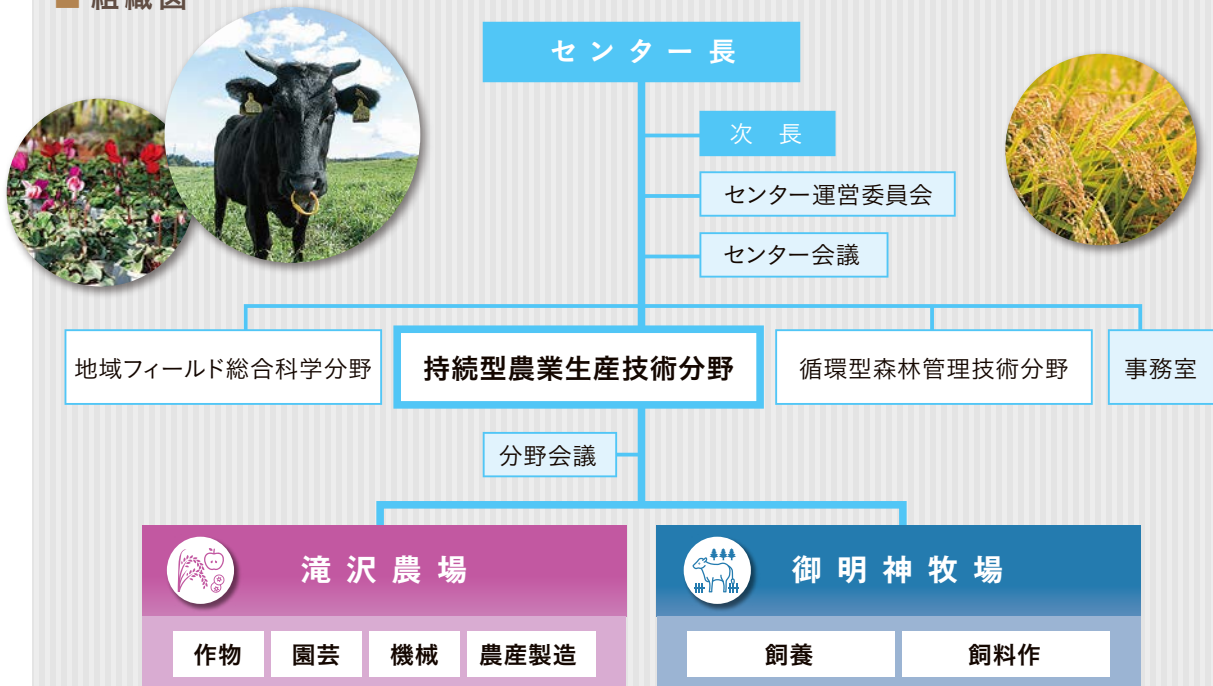 ■ 組織図
センター長
次長
センター運営委員会
センター会議
地域フィールド総合科学分野
持続型農業生産技術分野
循環型森林管理技術分野
事務室
分野会議
滝沢農場
御明神牧場
作物
園芸
機械
農産製造
飼養
飼料作